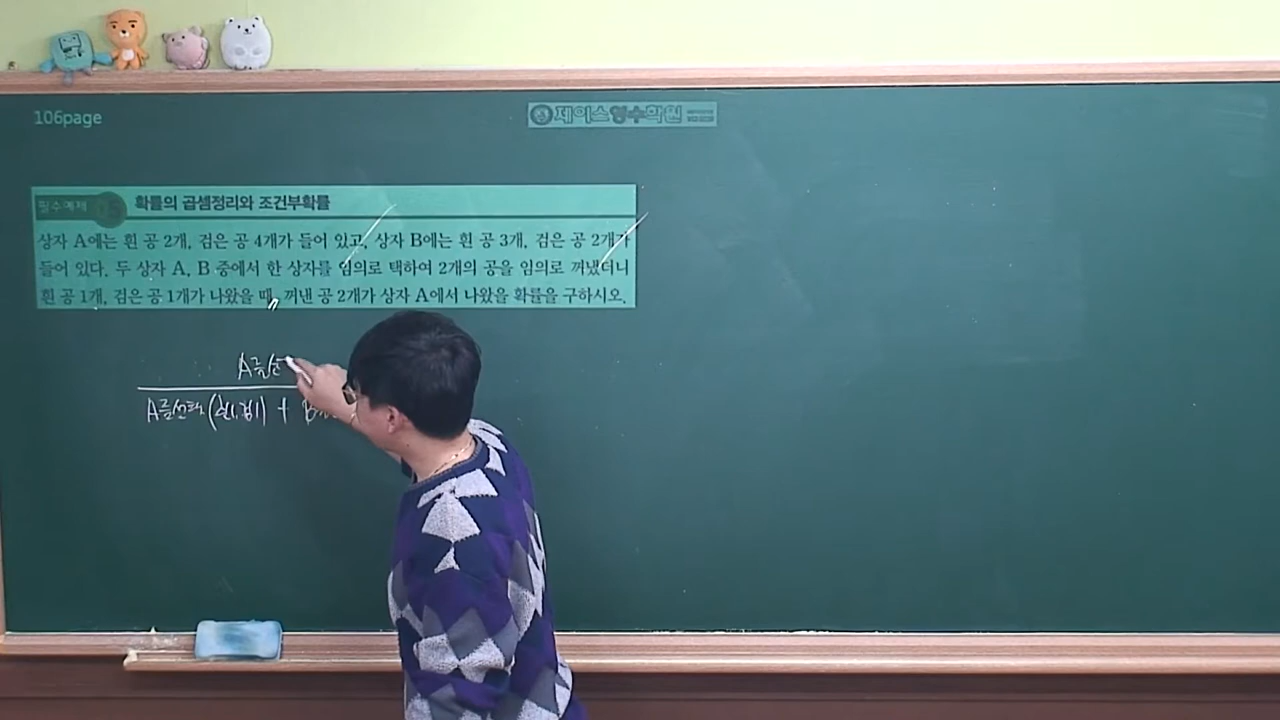 106page
제이스영수학원
필수예제 05 확률의 곱셈정리와 조건부확률
상자 A에는 흰 공 2개, 검은 공 4개가 들어 있고, 상자 B에는 흰 공 3개, 검은 공 2개가
들어 있다. 두 상자 A, B 중에서 한 상자를 임의로 택하여 2개의 공을 임의로 꺼냈더니
흰 공 1개, 검은 공 1개가 나왔을 때, 꺼낸 공 2개가 상자 A에서 나왔을 확률을 구하시오.
A를
A를선택 (흰1,검1) + B